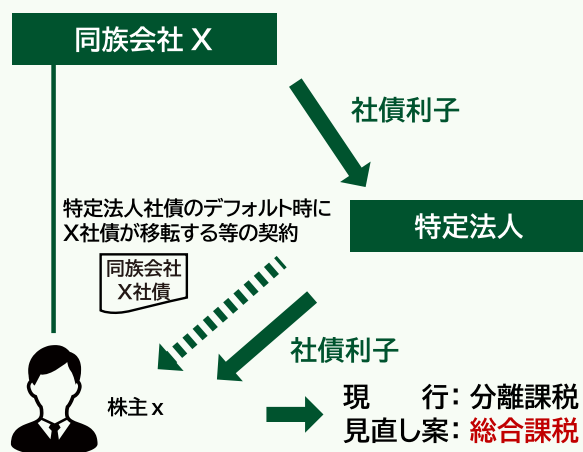 同族会社 X
社債利子
特定法人社債のデフォルト時に
X社債が移転する等の契約
特定法人
同族会社
X社債
社債利子
株主 x
現　　行：分離課税
見直し案：総合課税